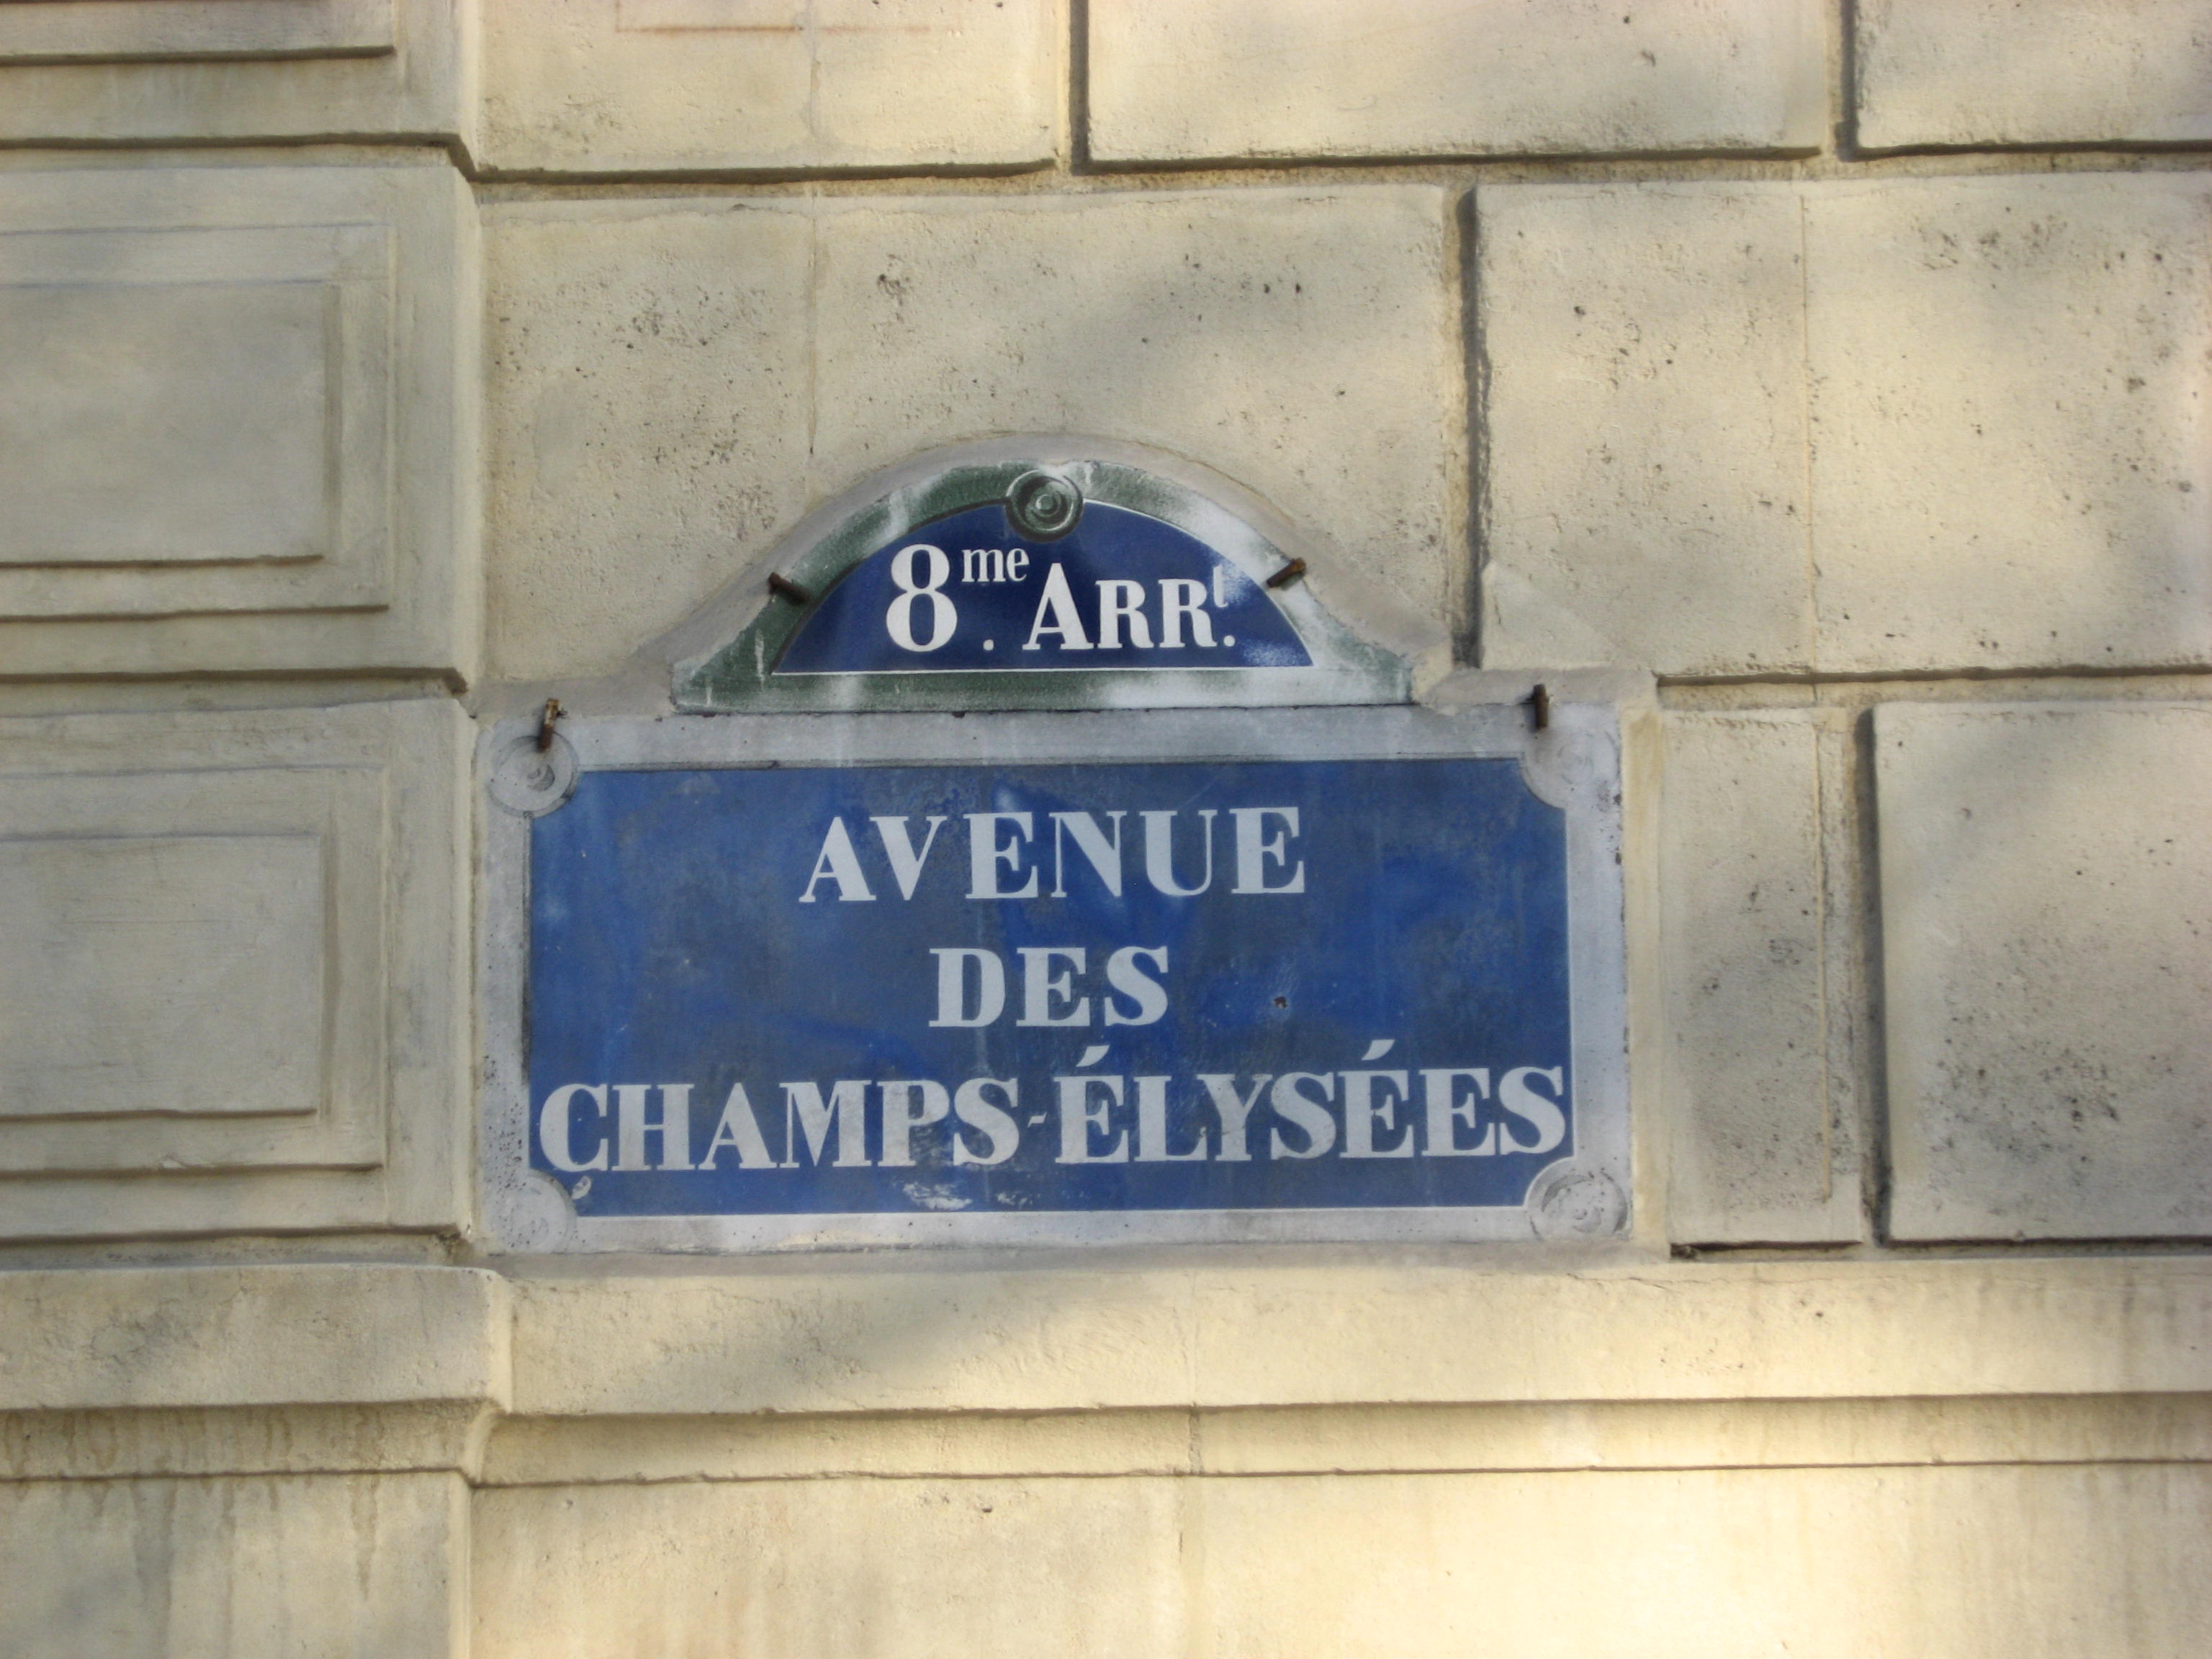 8me. ARRt.
AVENUE
DES
CHAMPS-ÉLYSÉES